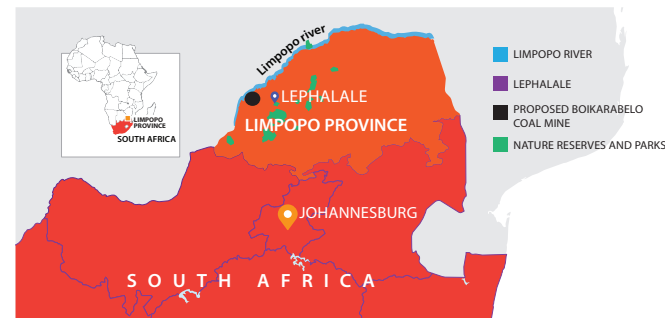 Limpopo river
LEPHALALE
LIMPOPO PROVINCE
JOHANNESBURG
SOUTH AFRICA
LIMPOPO
PROVINCE
SOUTH AFRICA
LIMPOPO RIVER
LEPHALALE
PROPOSED BOIKARABELO
COAL MINE
NATURE RESERVES AND PARKS